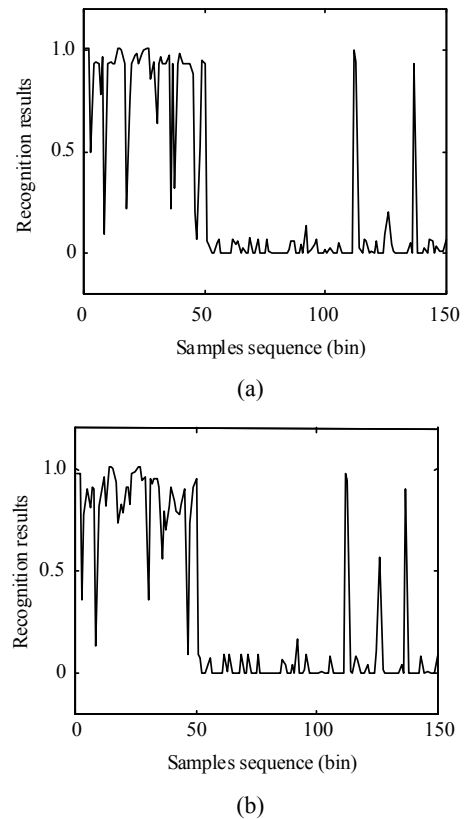 1.0
0.5
0
Recognition results
0 50 100 150
Samples sequence (bin)
(a)
1.0
0.5
0
Recognition results
0 50 100 150
Samples sequence (bin)
(b)